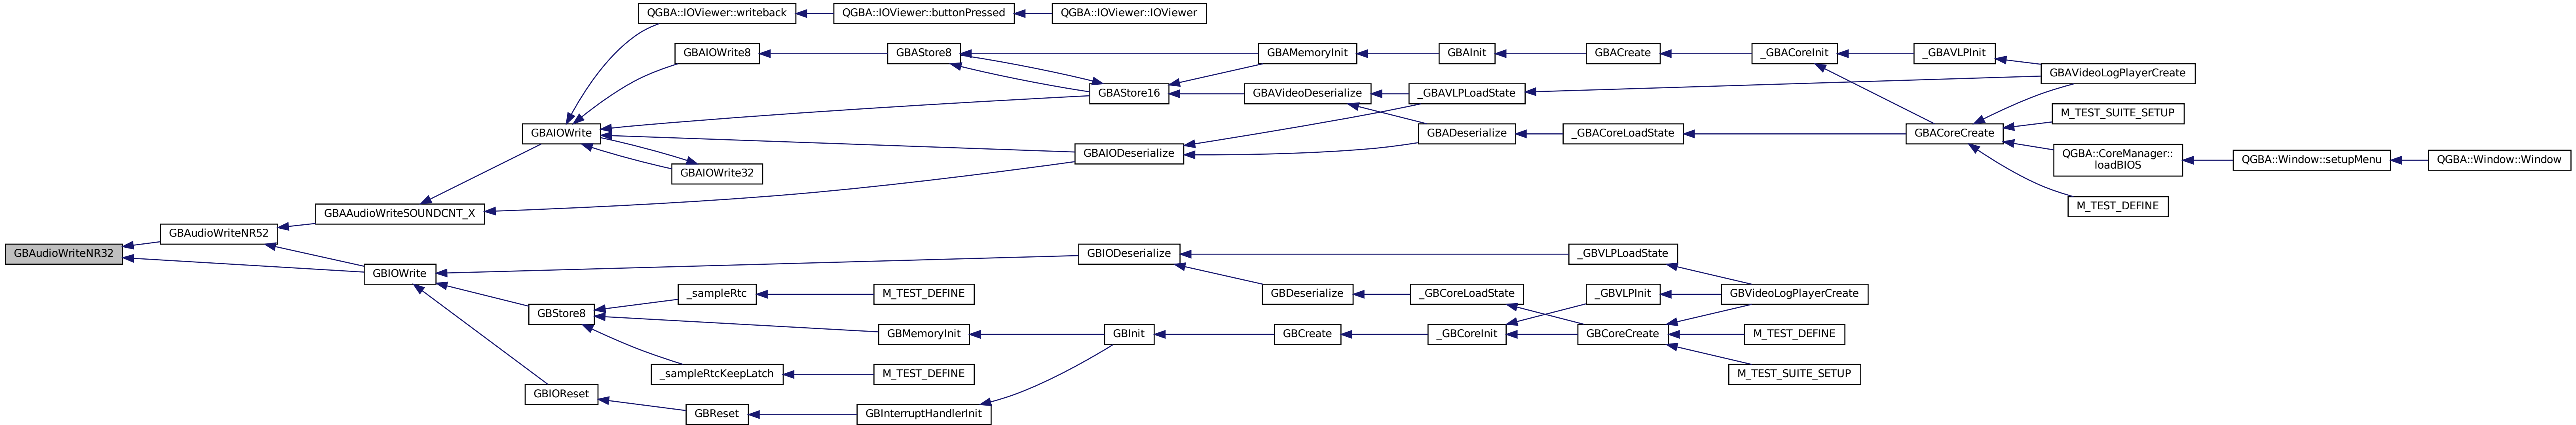 QGBA::IOViewer::writeback
QGBA::IOViewer::buttonPressed
QGBA::IOViewer::IOViewer
GBAIOWrite8
GBAStore8
GBAMemoryInit
GBAInit
GBACreate
_GBACoreInit
_GBAVLPInit
GBAVideoLogPlayerCreate
GBAStore16
GBAVideoDeserialize
_GBAVLPLoadState
M_TEST_SUITE_SETUP
GBAIOWrite
GBADeserialize
_GBACoreLoadState
GBACoreCreate
GBAIODeserialize
QGBA::CoreManager::
loadBIOS
QGBA::Window::setupMenu
QGBA::Window::Window
GBAIOWrite32
M_TEST_DEFINE
GBAAudioWriteSOUNDCNT_X
GBAudioWriteNR52
GBAudioWriteNR32
GBIOWrite
GBIODeserialize
_GBVLPLoadState
GBStore8
_sampleRtc
M_TEST_DEFINE
GBDeserialize
_GBCoreLoadState
_GBVLPInit
GBVideoLogPlayerCreate
GBMemoryInit
GBInit
GBCreate
_GBCoreInit
GBCoreCreate
M_TEST_DEFINE
_sampleRtcKeepLatch
M_TEST_DEFINE
M_TEST_SUITE_SETUP
GBIOReset
GBReset
GBInterruptHandlerInit